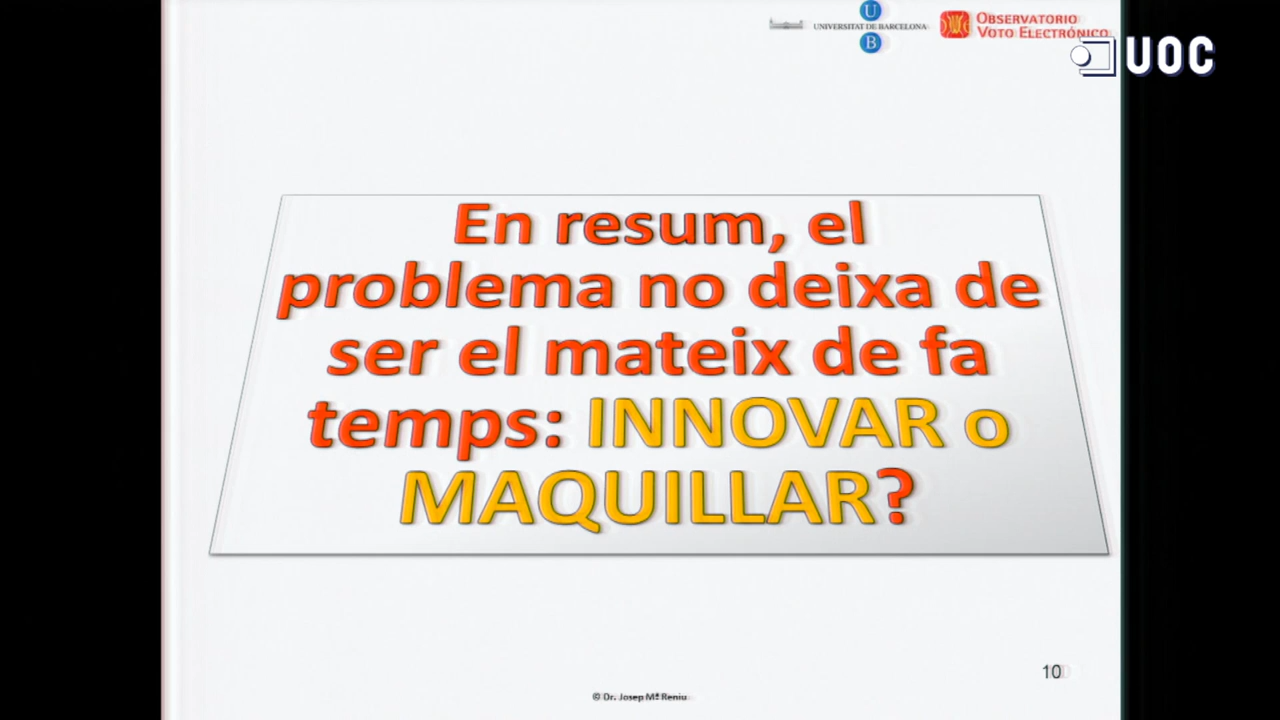 UNIVERSITAT DE BARCELONA
U
B
OBSERVATORIO
VOTO ELECTRÓNICO
UOC
En resum, el
problema no deixa de
ser el mateix de fa
temps: INNOVAR o
MAQUILLAR?
10
© Dr. Josep Mª Reniu